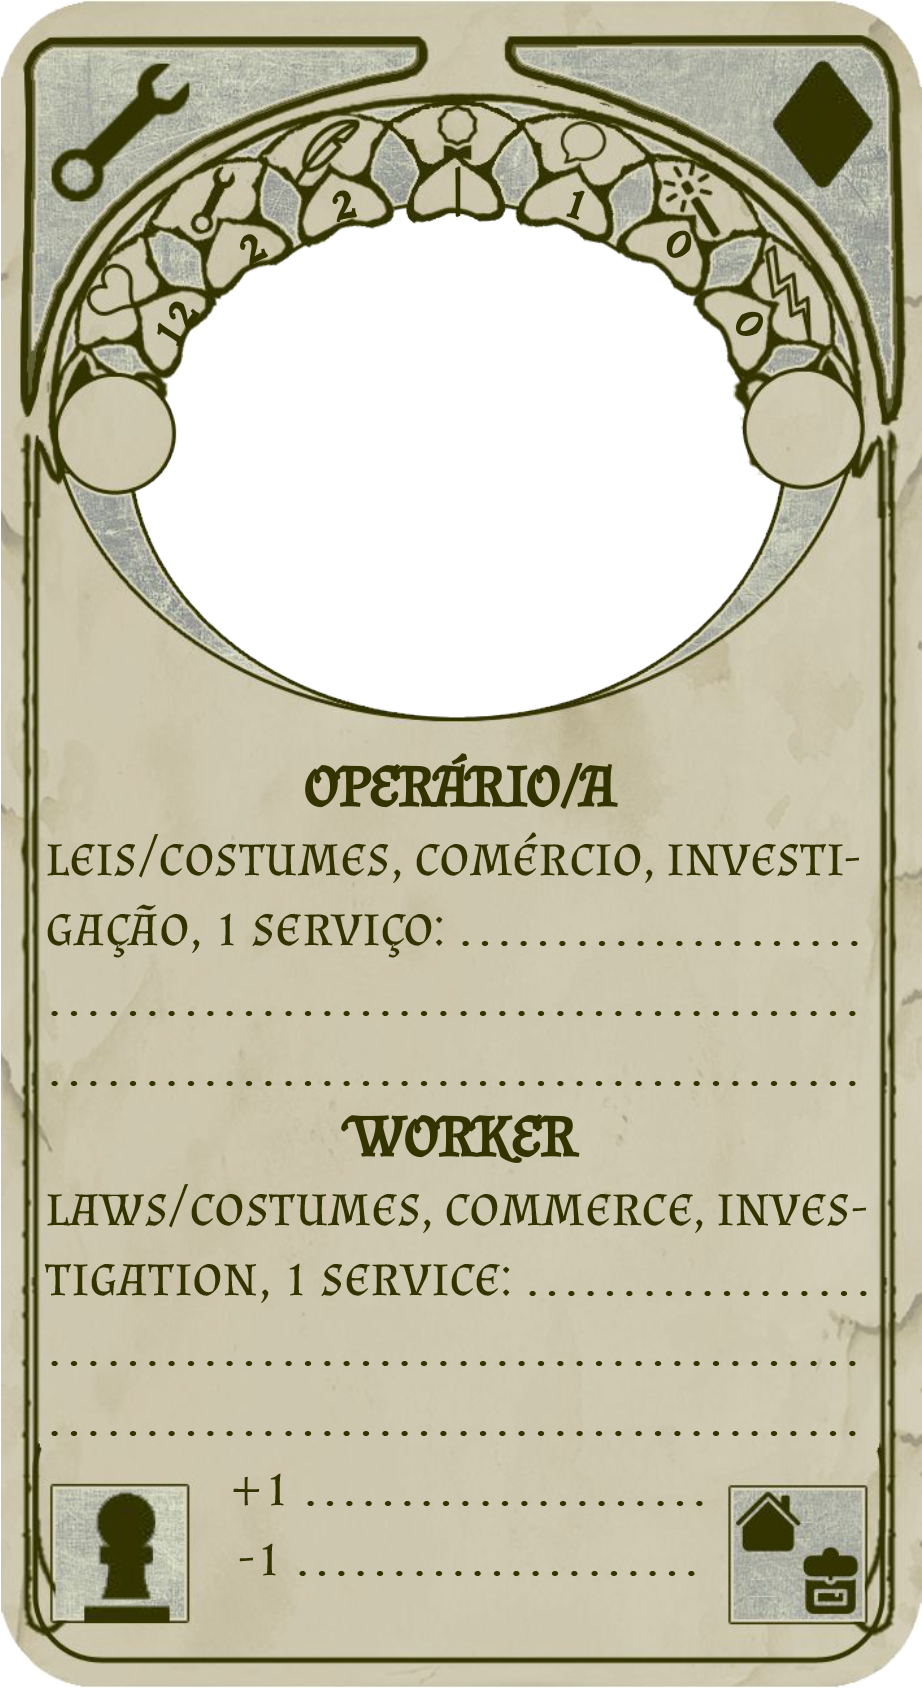 12
2
2
1
0
0
OPERÁRIO/A
LEIS/COSTUMES, COMÉRCIO, INVESTI-
GAÇÃO, 1 SERVIÇO: .....................
..................................
..................................
WORKER
LAWS/COSTUMES, COMMERCE, INVES-
TIGATION, 1 SERVICE: ..................
..................................
..................................
+1 .....................
-1 .....................